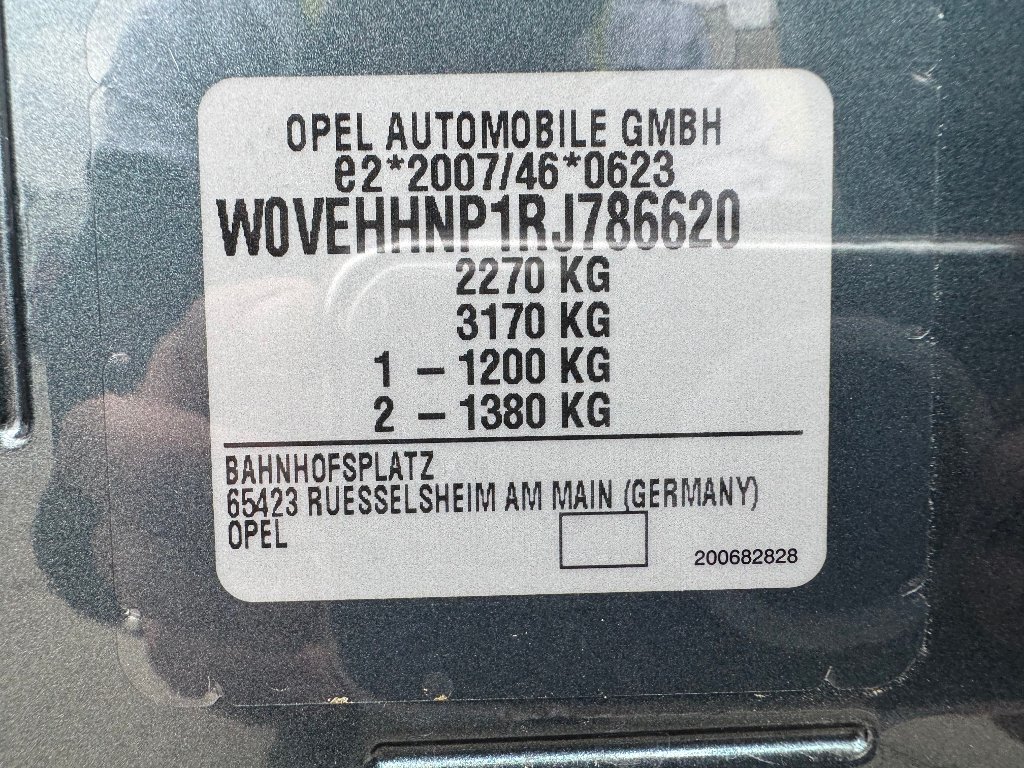 OPEL AUTOMOBILE GMBH
e2*2007/46*0623
W0VEHHNP1RJ786620
2270 KG
3170 KG
1 – 1200 KG
2 – 1380 KG
BAHNHOFSPLATZ
65423 RUESSELSHEIM AM MAIN (GERMANY)
OPEL
200682828